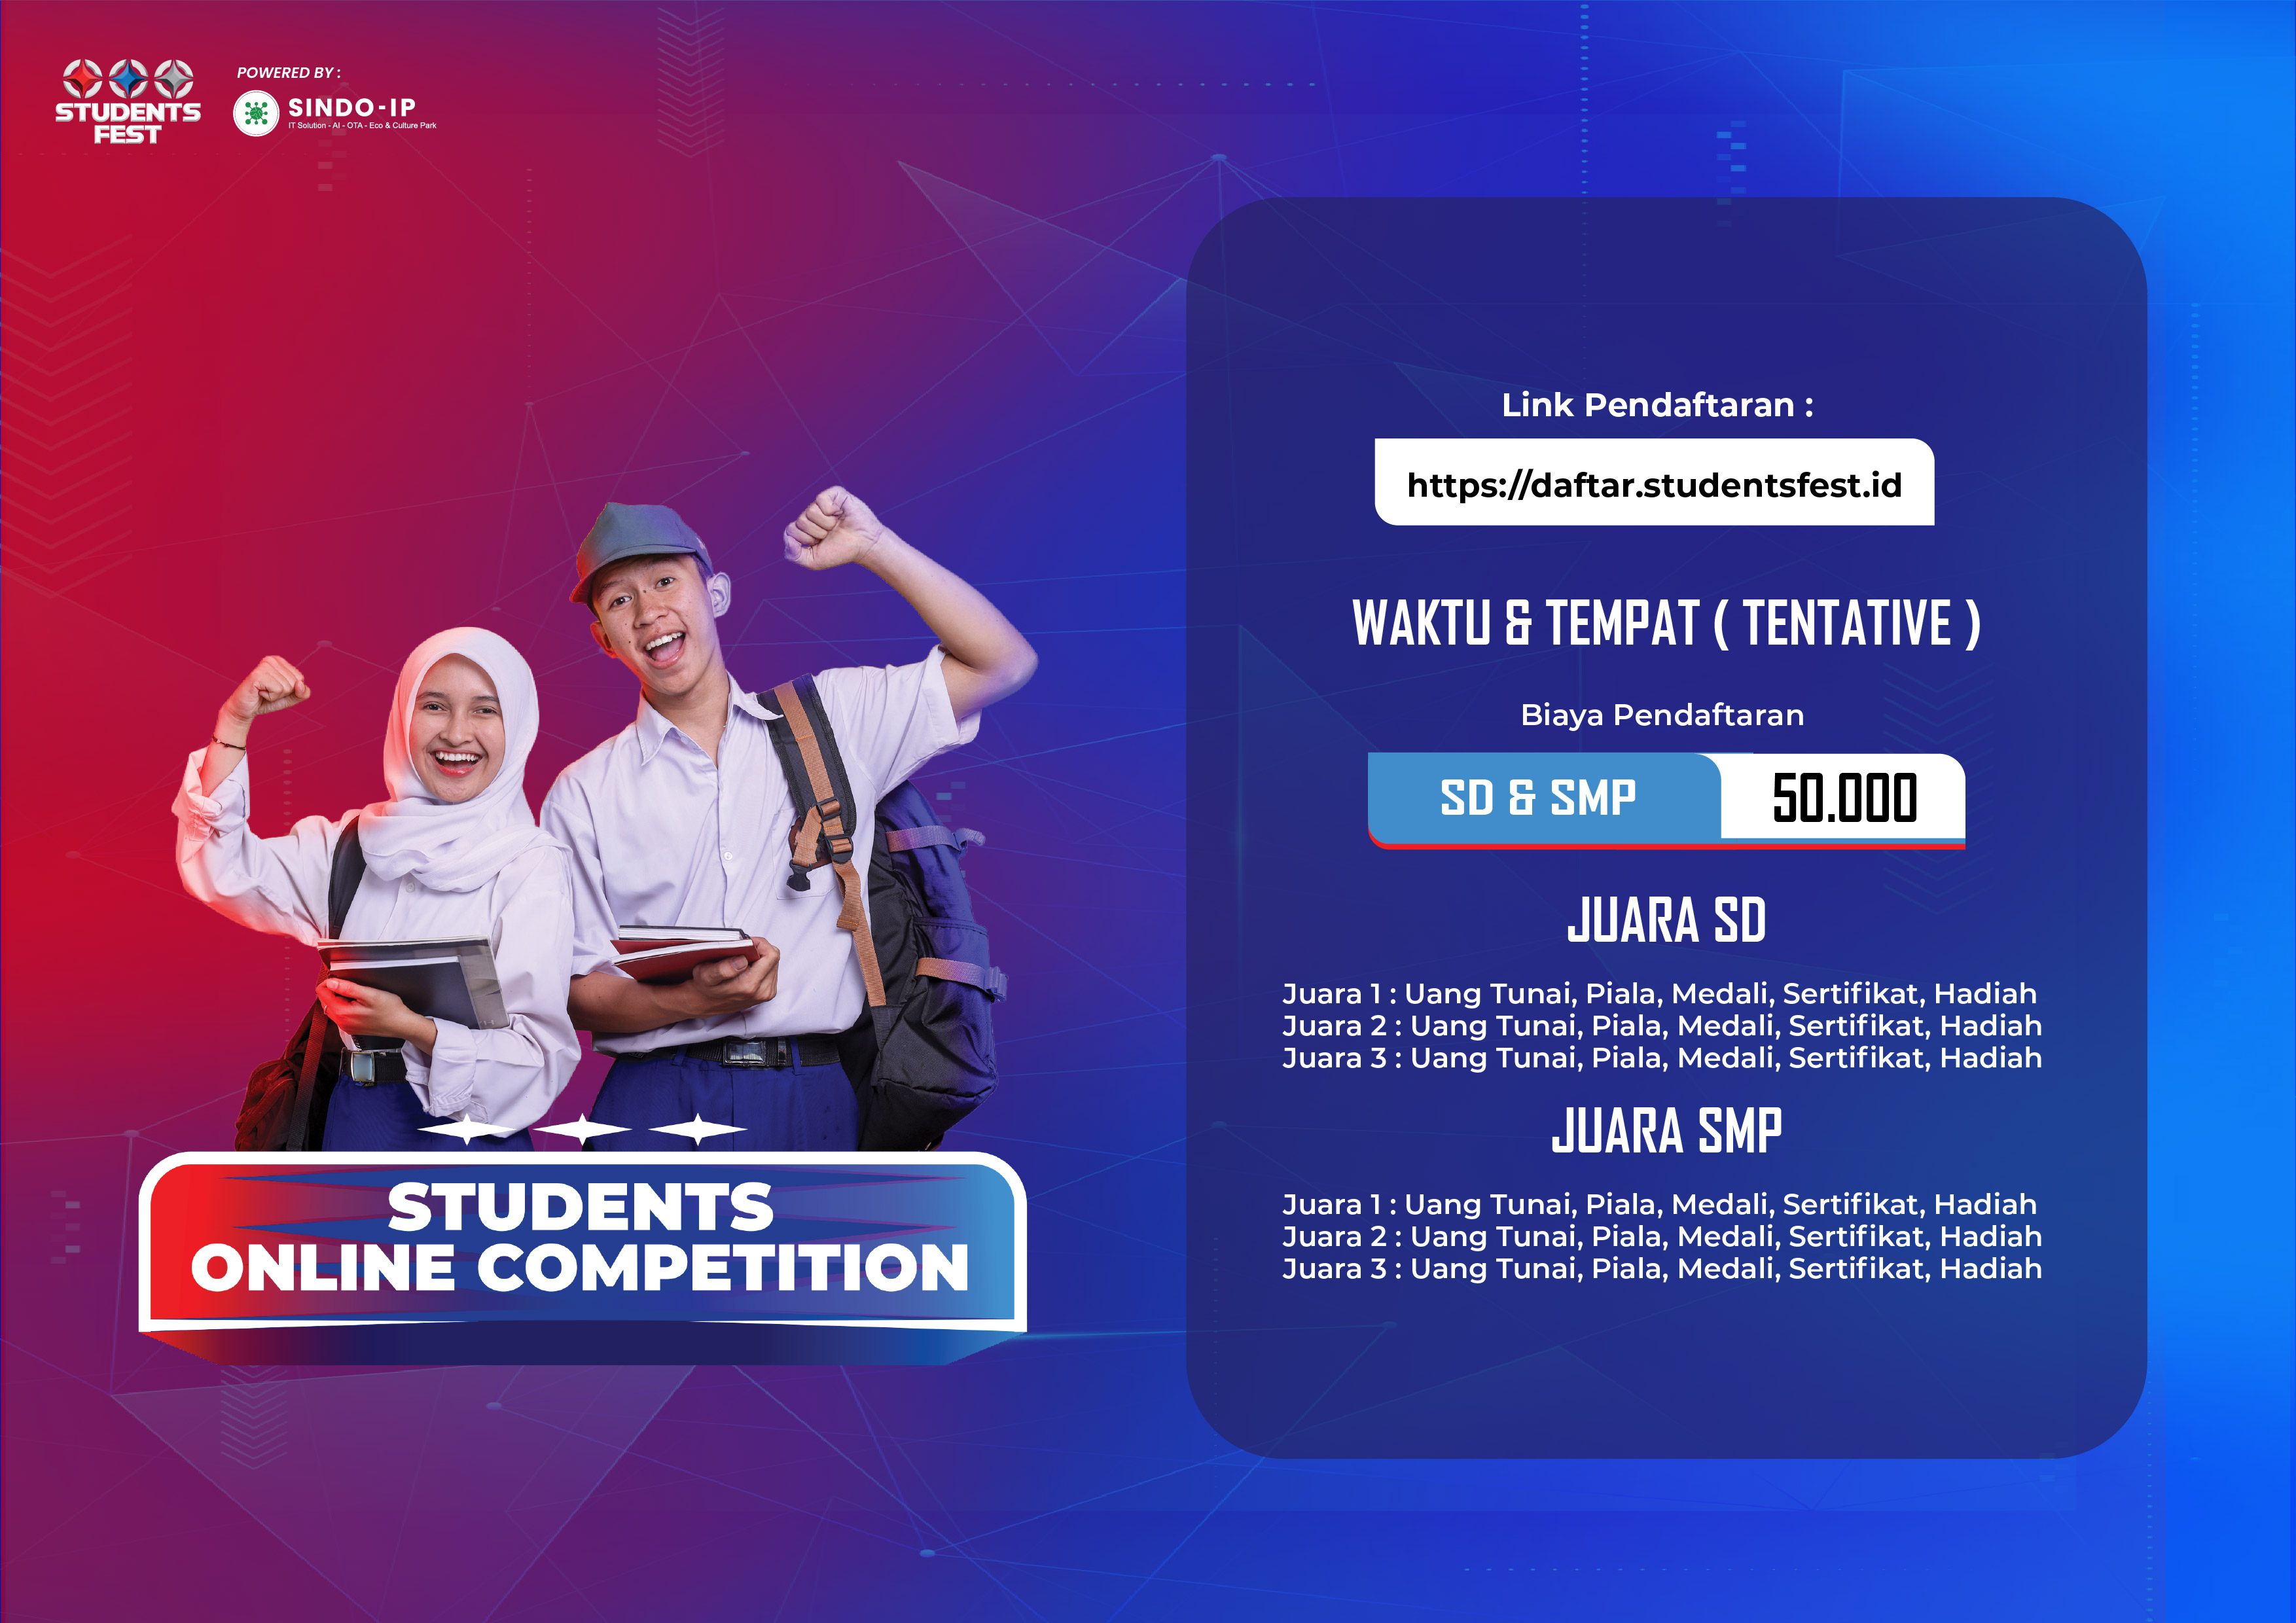 STUDENTS
FEST
POWERED BY :
SINDO-IP
IT Solution - AI - OTA - Eco & Culture Park
STUDENTS
ONLINE COMPETITION
Link Pendaftaran :
https://daftar.studentsfest.id
WAKTU & TEMPAT ( TENTATIVE )
Biaya Pendaftaran
SD & SMP 50.000
JUARA SD
Juara 1 : Uang Tunai, Piala, Medali, Sertifikat, Hadiah
Juara 2 : Uang Tunai, Piala, Medali, Sertifikat, Hadiah
Juara 3 : Uang Tunai, Piala, Medali, Sertifikat, Hadiah
JUARA SMP
Juara 1 : Uang Tunai, Piala, Medali, Sertifikat, Hadiah
Juara 2 : Uang Tunai, Piala, Medali, Sertifikat, Hadiah
Juara 3 : Uang Tunai, Piala, Medali, Sertifikat, Hadiah